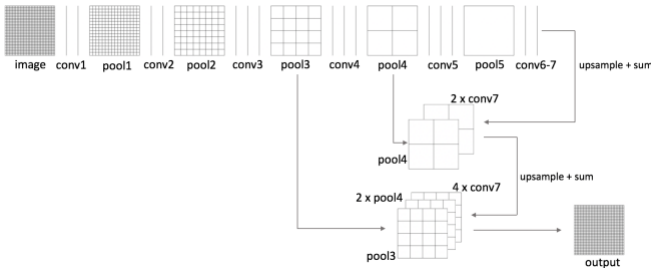 image conv1 pool1 conv2 pool2 conv3 pool3 conv4 pool4 conv5 pool5 conv6-7 upsample + sum
2 x conv7
pool4
upsample + sum
4 x conv7
2 x pool4
pool3
output